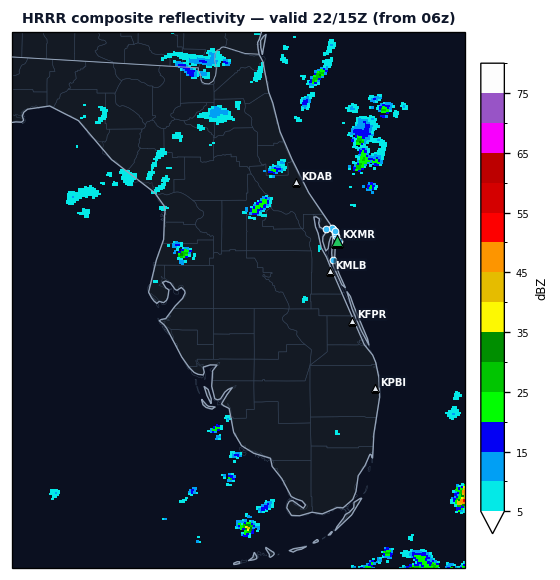 HRRR composite reflectivity — valid 22/15Z (from 06z)
KDAB
KXMR
KMLB
KFPR
KPBI
75
65
55
45
35
25
15
5
dBZ